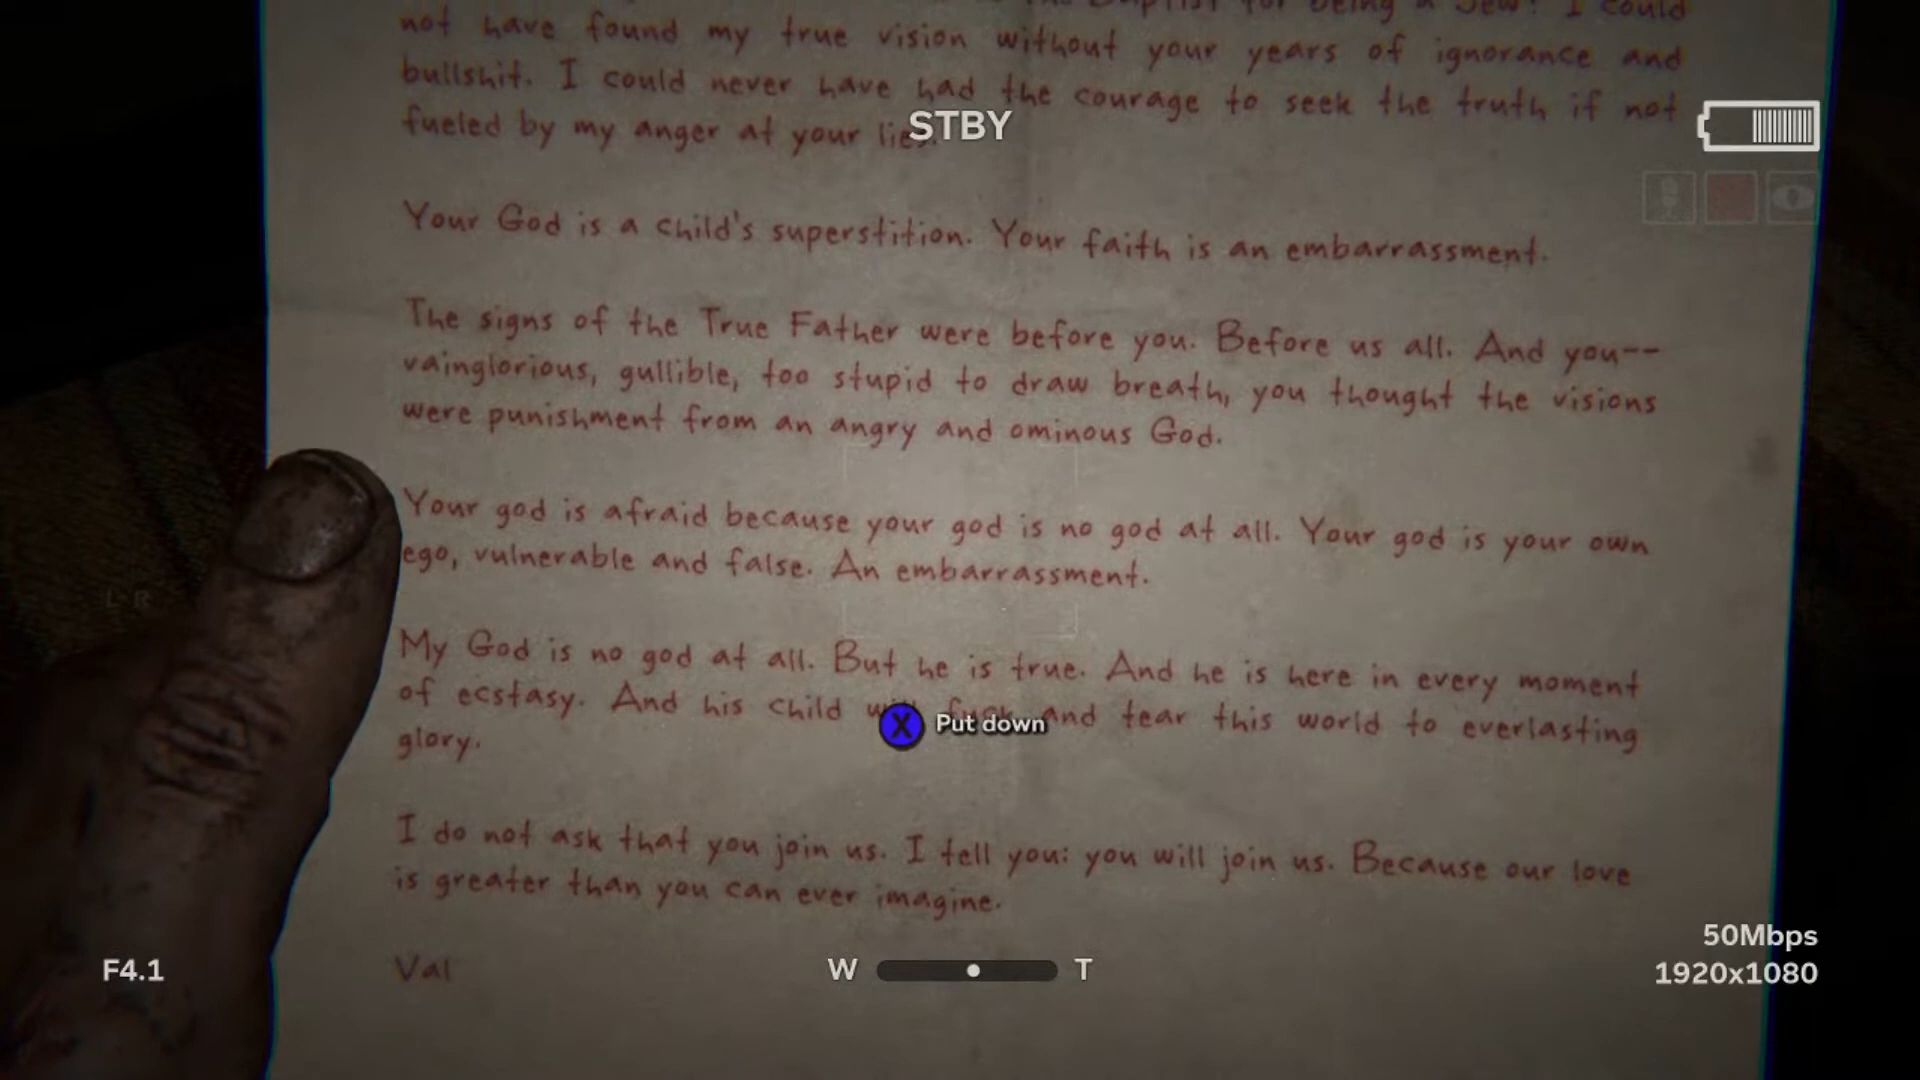 The Baptist for being a Jew? I could
not have found my true vision without your years of ignorance and
bullshit. I could never have had the courage to seek the truth if not
fueled by my anger at your lies.
STBY
Your God is a child's superstition. Your faith is an embarrassment.
The signs of the True Father were before you. Before us all. And you--
vainglorious, gullible, too stupid to draw breath, you thought the visions
were punishment from an angry and ominous God.
Your god is afraid because your god is no god at all. Your god is your own
ego, vulnerable and false. An embarrassment.
L R
My God is no god at all. But he is true. And he is here in every moment
of ecstasy. And his child will fuck and tear this world to everlasting
glory.
X Put down
I do not ask that you join us. I tell you: you will join us. Because our love
is greater than you can ever imagine.
Val
F4.1
W T
50Mbps
1920x1080